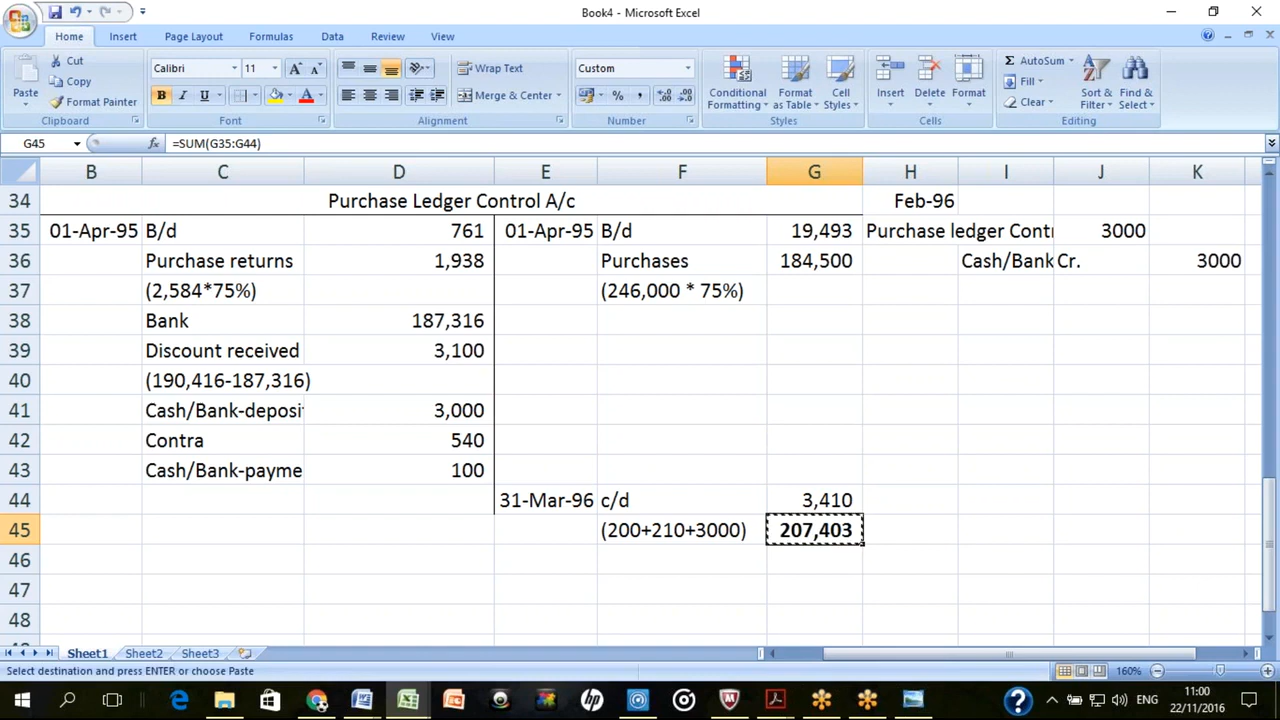 Book4 - Microsoft Excel
Home Insert Page Layout Formulas Data Review View
Cut
Copy
Format Painter
Paste
Clipboard
Calibri 11
B I U
Font
Wrap Text
Merge & Center
Alignment
Custom
Number
Conditional Formatting
Format as Table
Cell Styles
Styles
Insert Delete Format
Cells
AutoSum
Fill
Clear
Sort & Filter
Find & Select
Editing
G45 fx =SUM(G35:G44)
B C D E F G H I J K
34 Purchase Ledger Control A/c Feb-96
35 01-Apr-95 B/d 761 01-Apr-95 B/d 19,493 Purchase ledger Contr 3000
36 Purchase returns 1,938 Purchases 184,500 Cash/Bank Cr. 3000
37 (2,584*75%) (246,000 * 75%)
38 Bank 187,316
39 Discount received 3,100
40 (190,416-187,316)
41 Cash/Bank-deposi 3,000
42 Contra 540
43 Cash/Bank-payme 100
44 31-Mar-96 c/d 3,410
45 (200+210+3000) 207,403
46
47
48
Sheet1 Sheet2 Sheet3
Select destination and press ENTER or choose Paste 160%
ENG 11:00
22/11/2016